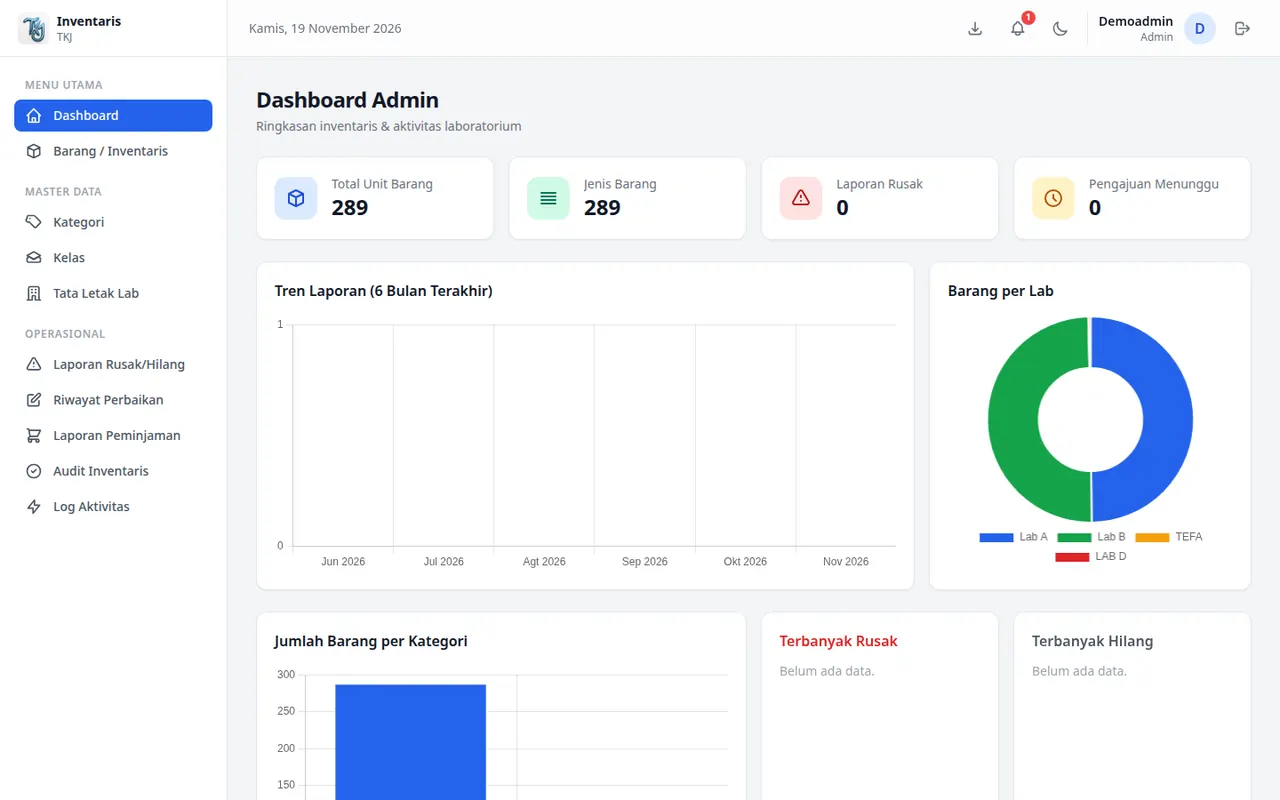 Inventaris
TKJ
Kamis, 19 November 2026
1
Demoadmin
Admin
D
MENU UTAMA
Dashboard
Barang / Inventaris
MASTER DATA
Kategori
Kelas
Tata Letak Lab
OPERASIONAL
Laporan Rusak/Hilang
Riwayat Perbaikan
Laporan Peminjaman
Audit Inventaris
Log Aktivitas
Dashboard Admin
Ringkasan inventaris & aktivitas laboratorium
Total Unit Barang
289
Jenis Barang
289
Laporan Rusak
0
Pengajuan Menunggu
0
Tren Laporan (6 Bulan Terakhir)
1
0
Jun 2026 Jul 2026 Agt 2026 Sep 2026 Okt 2026 Nov 2026
Barang per Lab
Lab A Lab B TEFA
LAB D
Jumlah Barang per Kategori
300
250
200
150
Terbanyak Rusak
Belum ada data.
Terbanyak Hilang
Belum ada data.